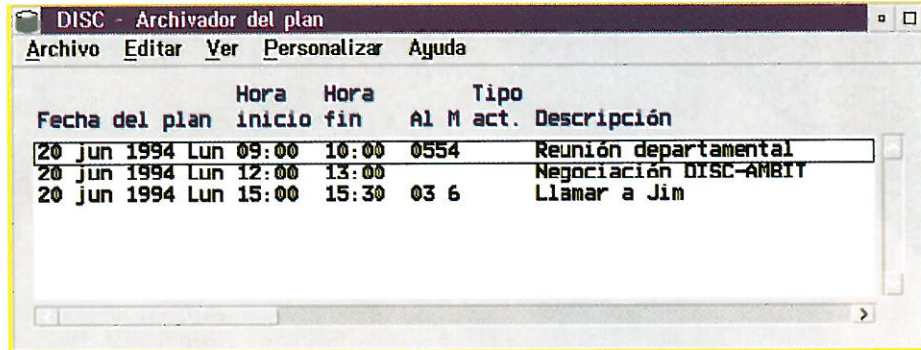 DISC - Archivador del plan
Archivo Editar Ver Personalizar Ayuda
Hora Hora Tipo
Fecha del plan inicio fin Al M act. Descripción
20 jun 1994 Lun 09:00 10:00 0554 Reunión departamental
20 jun 1994 Lun 12:00 13:00 Negociación DISC-AMBIT
20 jun 1994 Lun 15:00 15:30 03 6 Llamar a Jim